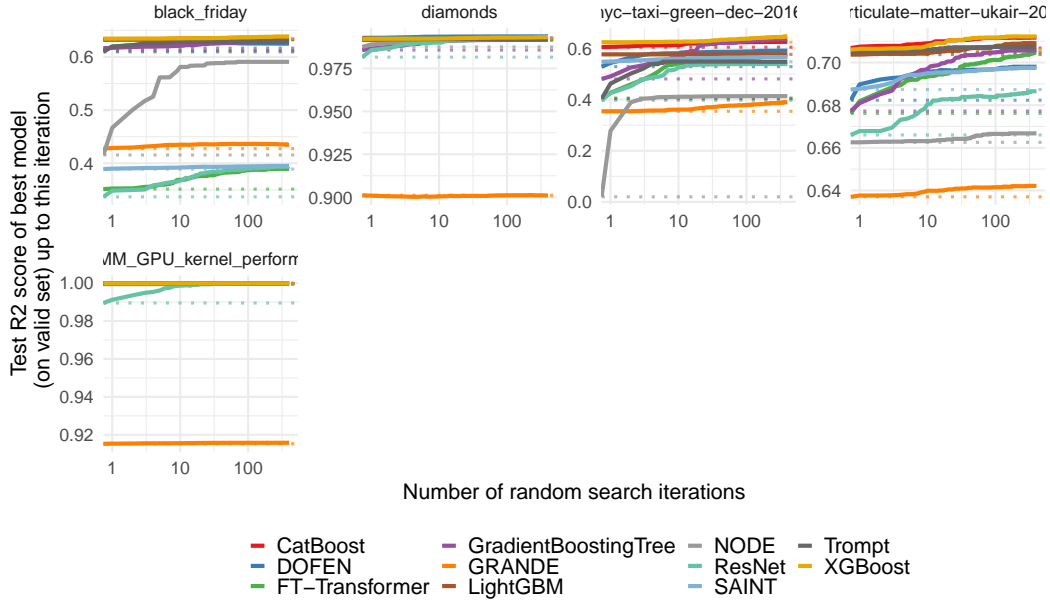 black_friday
diamonds
nyc-taxi-green-dec-2016
rticulate-matter-ukair-20
0.6
0.5
0.4
1
10
100
0.975
0.950
0.925
0.900
1
10
100
0.6
0.4
0.2
0.0
1
10
100
0.70
0.68
0.66
0.64
1
10
100
MM_GPU_kernel_perform
1.00
0.98
0.96
0.94
0.92
1
10
100
Test R2 score of best model
(on valid set) up to this iteration
Number of random search iterations
CatBoost
DOFEN
FT-Transformer
GradientBoostingTree
GRANDE
LightGBM
NODE
ResNet
SAINT
Trompt
XGBoost